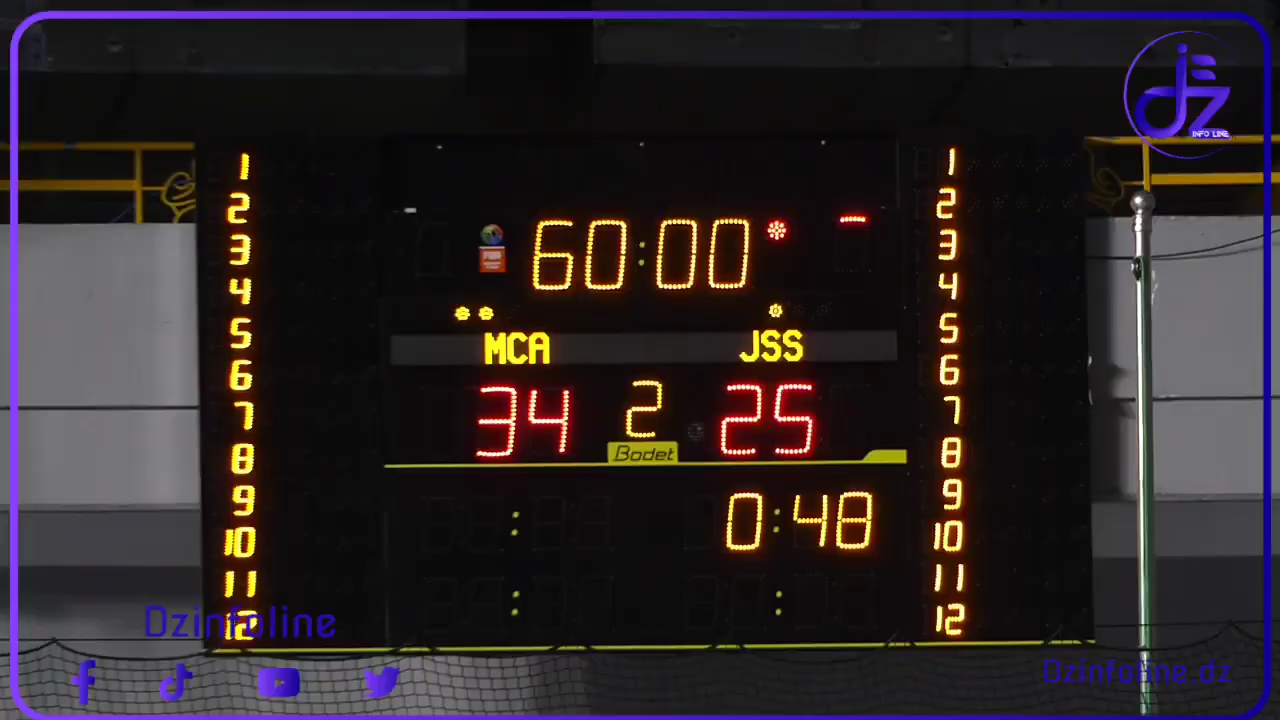 INFO LINE
60:00
MCA JSS
34 2 25
Bodet
0:48
1 1
2 2
3 3
4 4
5 5
6 6
7 7
8 8
9 9
10 10
11 11
12 12
Dzinfoline
Dzinfoline.dz